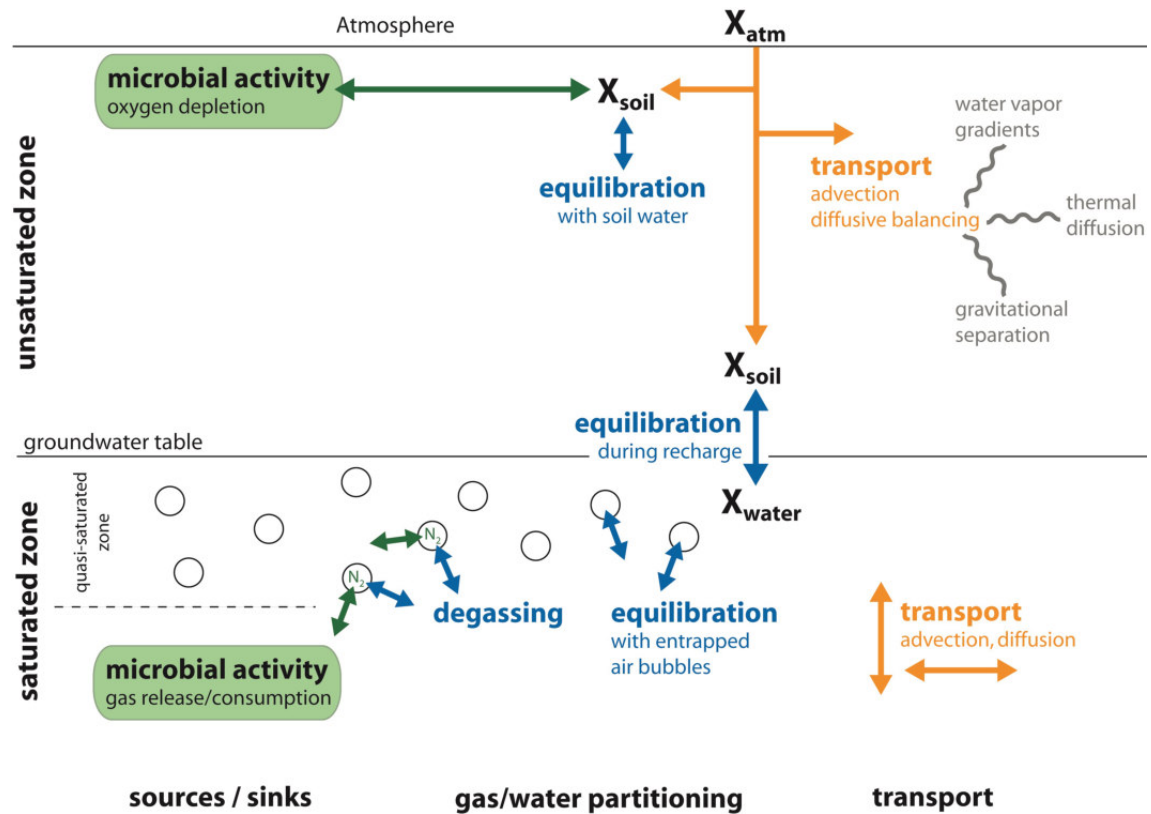 Atmosphere
X_atm
microbial activity
oxygen depletion
X_soil
equilibration
with soil water
transport
advection
diffusive balancing
water vapor
gradients
thermal
diffusion
gravitational
separation
unsaturated zone
X_soil
equilibration
during recharge
groundwater table
X_water
saturated zone
quasi-saturated
zone
N₂
N₂
degassing
equilibration
with entrapped
air bubbles
transport
advection, diffusion
microbial activity
gas release/consumption
sources / sinks
gas/water partitioning
transport